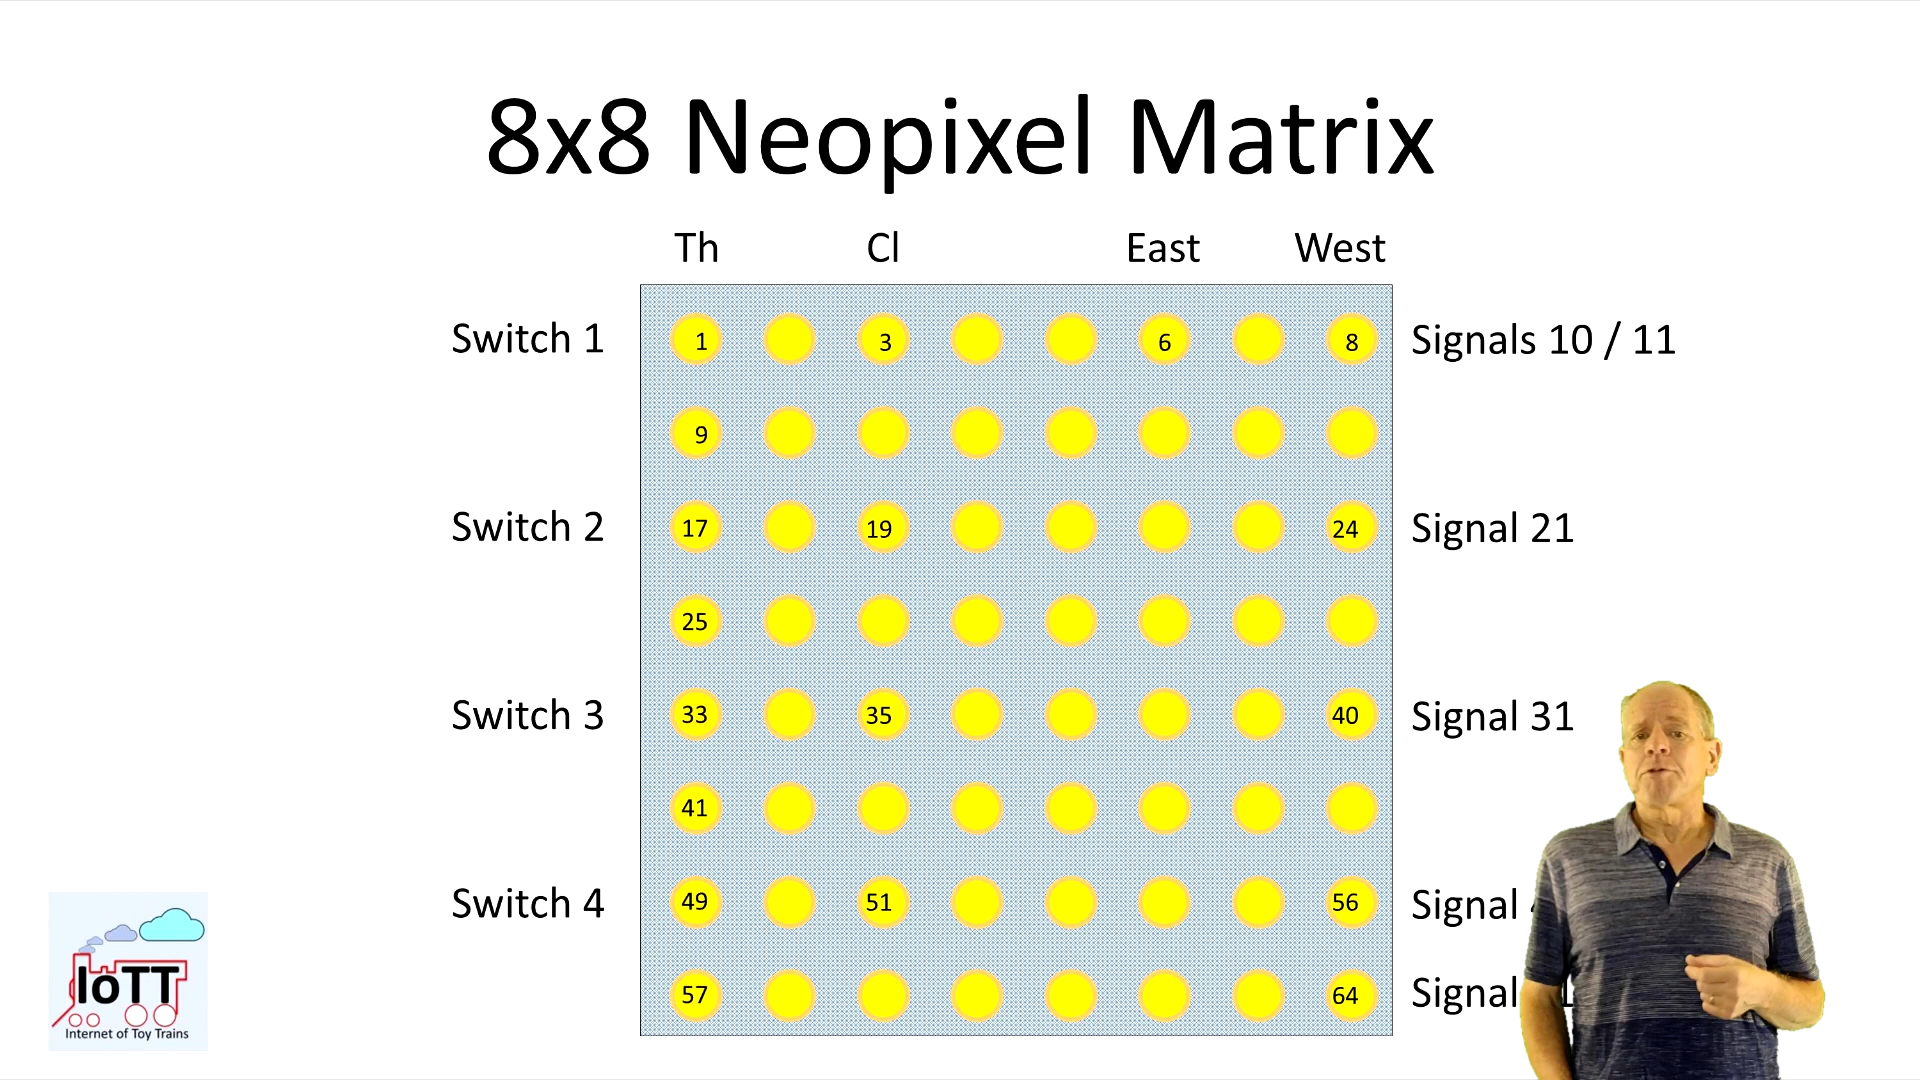 8x8 Neopixel Matrix
Th Cl East West
Switch 1 1 3 6 8 Signals 10 / 11
9
Switch 2 17 19 24 Signal 21
25
Switch 3 33 35 40 Signal 31
41
Switch 4 49 51 56 Signal
57 64 Signal
IoTT
Internet of Toy Trains